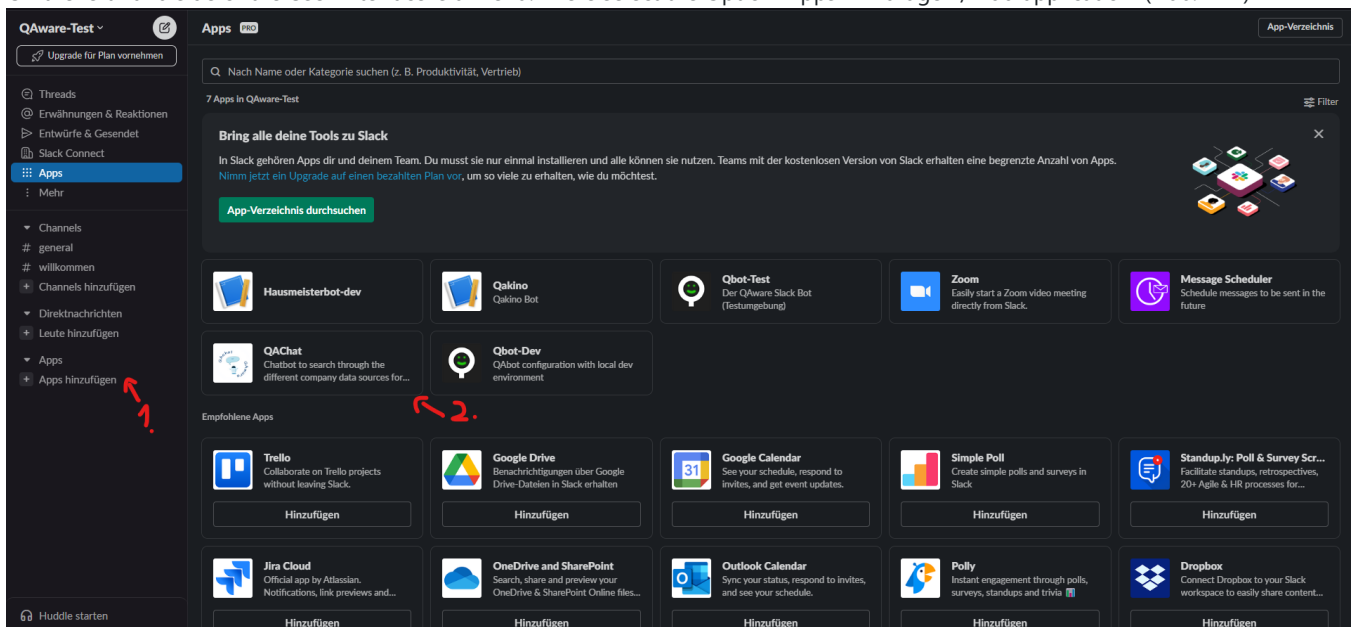 QAware-Test
Upgrade für Plan vornehmen
Threads
Erwähnungen & Reaktionen
Entwürfe & Gesendet
Slack Connect
Apps
Mehr
Channels
# general
# willkommen
+ Channels hinzufügen
Direktnachrichten
+ Leute hinzufügen
Apps
+ Apps hinzufügen
1.
Huddle starten
Apps PRO
App-Verzeichnis
Nach Name oder Kategorie suchen (z. B. Produktivität, Vertrieb)
7 Apps in QAware-Test
Filter
Bring alle deine Tools zu Slack
In Slack gehören Apps dir und deinem Team. Du musst sie nur einmal installieren und alle können sie nutzen. Teams mit der kostenlosen Version von Slack erhalten eine begrenzte Anzahl von Apps.
Nimm jetzt ein Upgrade auf einen bezahlten Plan vor, um so viele zu erhalten, wie du möchtest.
App-Verzeichnis durchsuchen
Hausmeisterbot-dev
Qakino
Qakino Bot
Qbot-Test
Der QAware Slack Bot
(Testumgebung)
Zoom
Easily start a Zoom video meeting
directly from Slack.
Message Scheduler
Schedule messages to be sent in the
future
QAChat
Chatbot to search through the
different company data sources for...
Qbot-Dev
QAbot configuration with local dev
environment
2.
Empfohlene Apps
Trello
Collaborate on Trello projects
without leaving Slack.
Hinzufügen
Google Drive
Benachrichtigungen über Google
Drive-Dateien in Slack erhalten
Hinzufügen
31
Google Calendar
See your schedule, respond to
invites, and get event updates.
Hinzufügen
Simple Poll
Create simple polls and surveys in
Slack
Hinzufügen
Standup.ly: Poll & Survey Scr...
Facilitate standups, retrospectives,
20+ Agile & HR processes for...
Hinzufügen
Jira Cloud
Official app by Atlassian.
Notifications, link previews and...
Hinzufügen
OneDrive and SharePoint
Search, share and preview your
OneDrive & SharePoint Online files...
Hinzufügen
Outlook Calendar
Sync your status, respond to invites,
and see your schedule.
Hinzufügen
Polly
Instant engagement through polls,
surveys, standups and trivia
Hinzufügen
Dropbox
Connect Dropbox to your Slack
workspace to easily share content...
Hinzufügen